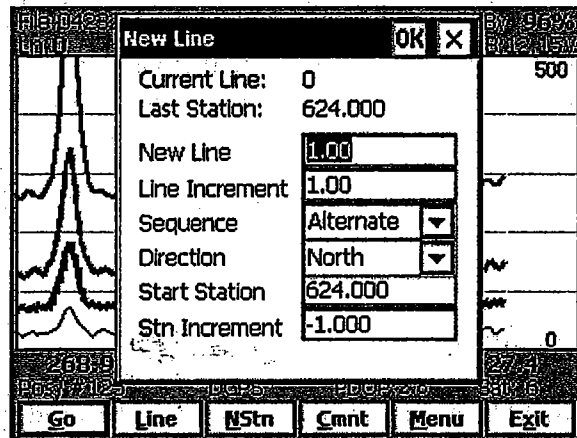 New Line OK X
500
Current Line: 0
Last Station: 624.000
New Line 1.00
Line Increment 1.00
Sequence Alternate
Direction North
Start Station 624.000
Stn Increment -1.000
0
Go Line NStn Cmnt Menu Exit